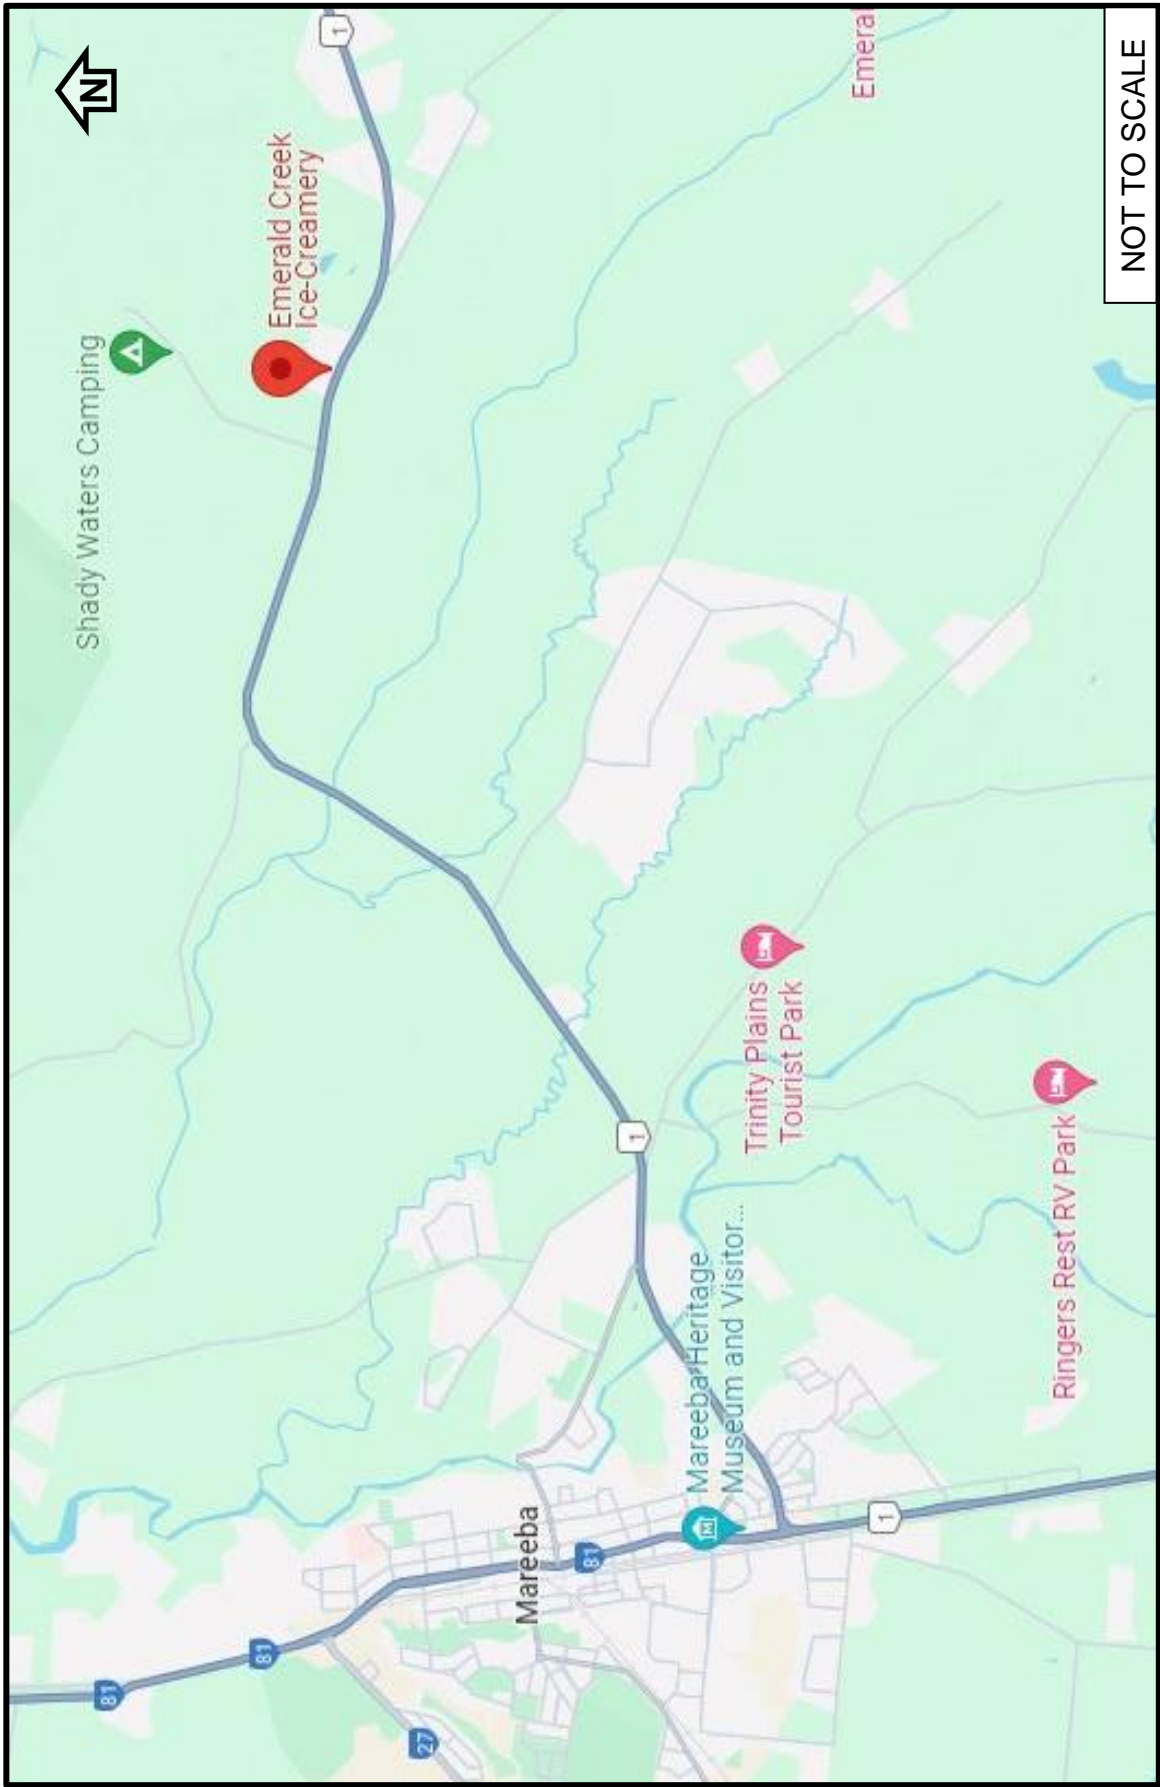 N
Shady Waters Camping
Emerald Creek
Ice-Creamery
1
Emeral
1
Trinity Plains
Tourist Park
Ringers Rest RV Park
Mareeba Heritage
Museum and Visitor...
M
Mareeba
81
81
81
27
1
NOT TO SCALE